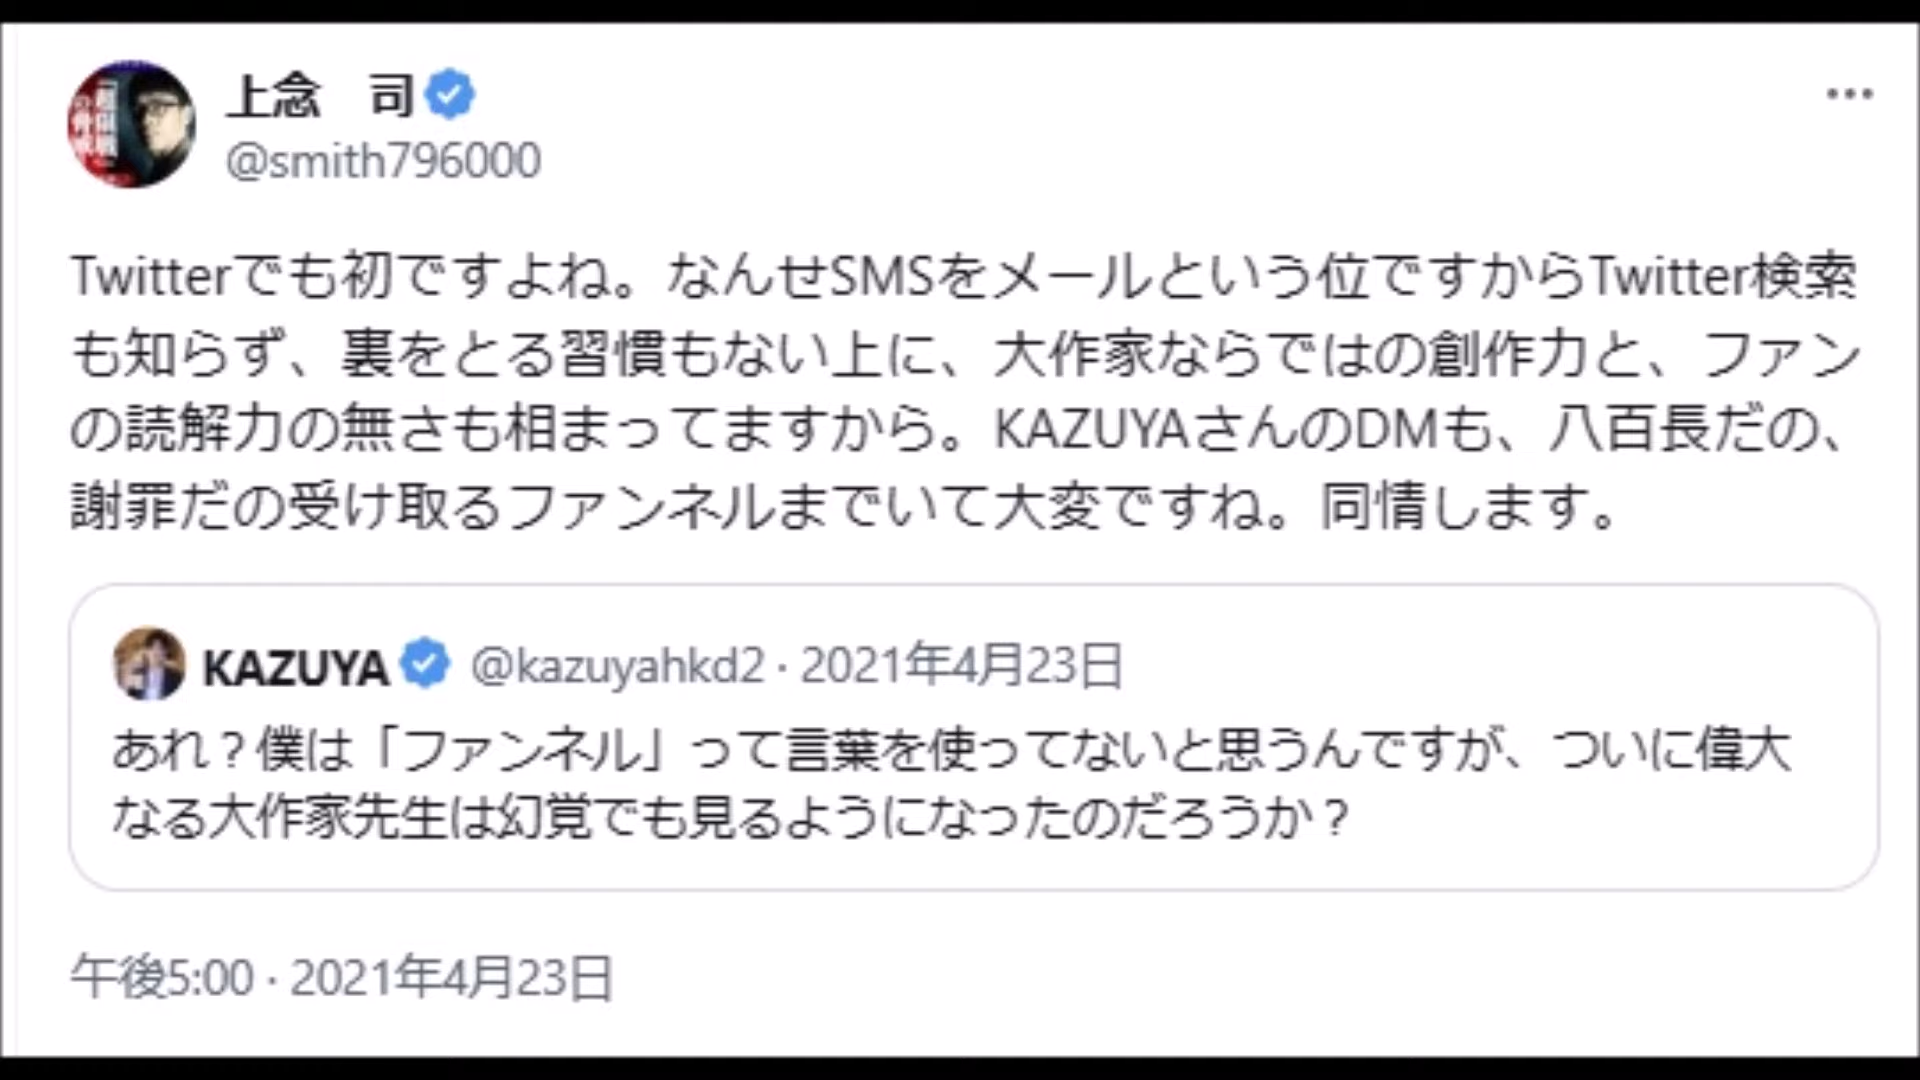 上念　司
@smith796000
Twitterでも初ですよね。なんせSMSをメールという位ですからTwitter検索
も知らず、裏をとる習慣もない上に、大作家ならではの創作力と、ファン
の読解力の無さも相まってますから。KAZUYAさんのDMも、八百長だの、
謝罪だの受け取るファンネルまでいて大変ですね。同情します。
KAZUYA @kazuyahkd2 · 2021年4月23日
あれ？僕は「ファンネル」って言葉を使ってないと思うんですが、ついに偉大
なる大作家先生は幻覚でも見るようになったのだろうか？
午後5:00 · 2021年4月23日